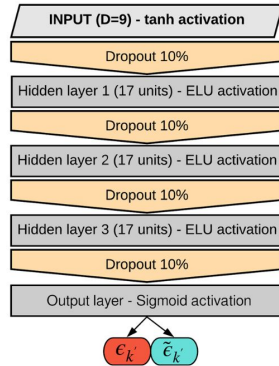 INPUT (D=9) - tanh activation
Dropout 10%
Hidden layer 1 (17 units) - ELU activation
Dropout 10%
Hidden layer 2 (17 units) - ELU activation
Dropout 10%
Hidden layer 3 (17 units) - ELU activation
Dropout 10%
Output layer - Sigmoid activation
ϵₖ′ ϵ̃ₖ′